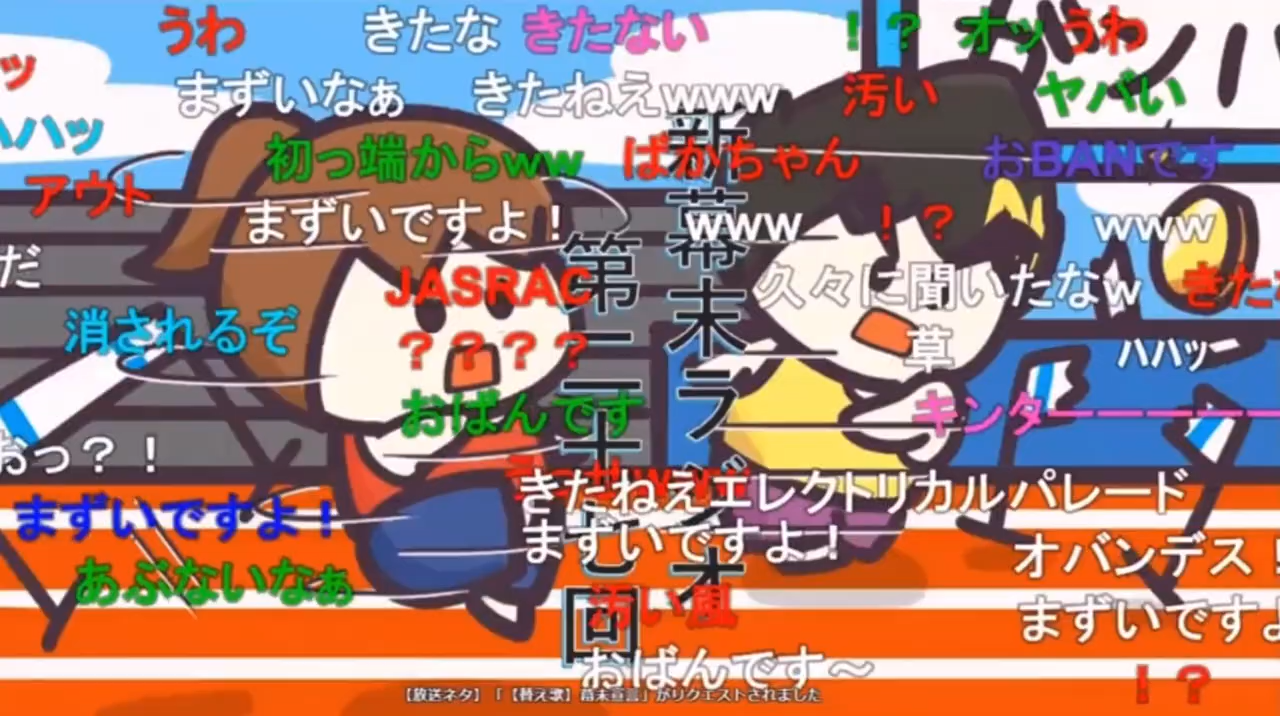 うわ
きたな
きたない
！？
オッ
うわ
ッ
まずいなぁ
きたねえwww
汚い
ヤバい
ハハッ
初っ端からww
ばかちゃん
おBANです
アウト
まずいですよ！
www
！？
www
だ
JASRAC
久々に聞いたなw
きたな
消されるぞ
？？？？
草
ハハッ
おばんです
キンターーーーーー
おっ？！
きたねえエレクトリカルパレード
まずいですよ！
まずいですよ！
オバンデス！
あぶないなぁ
汚い風
まずいですよ
おばんです～
！？
新幕末ラジオ
第二十七回
【放送ネタ】「【替え歌】幕末宣言」がリクエストされました